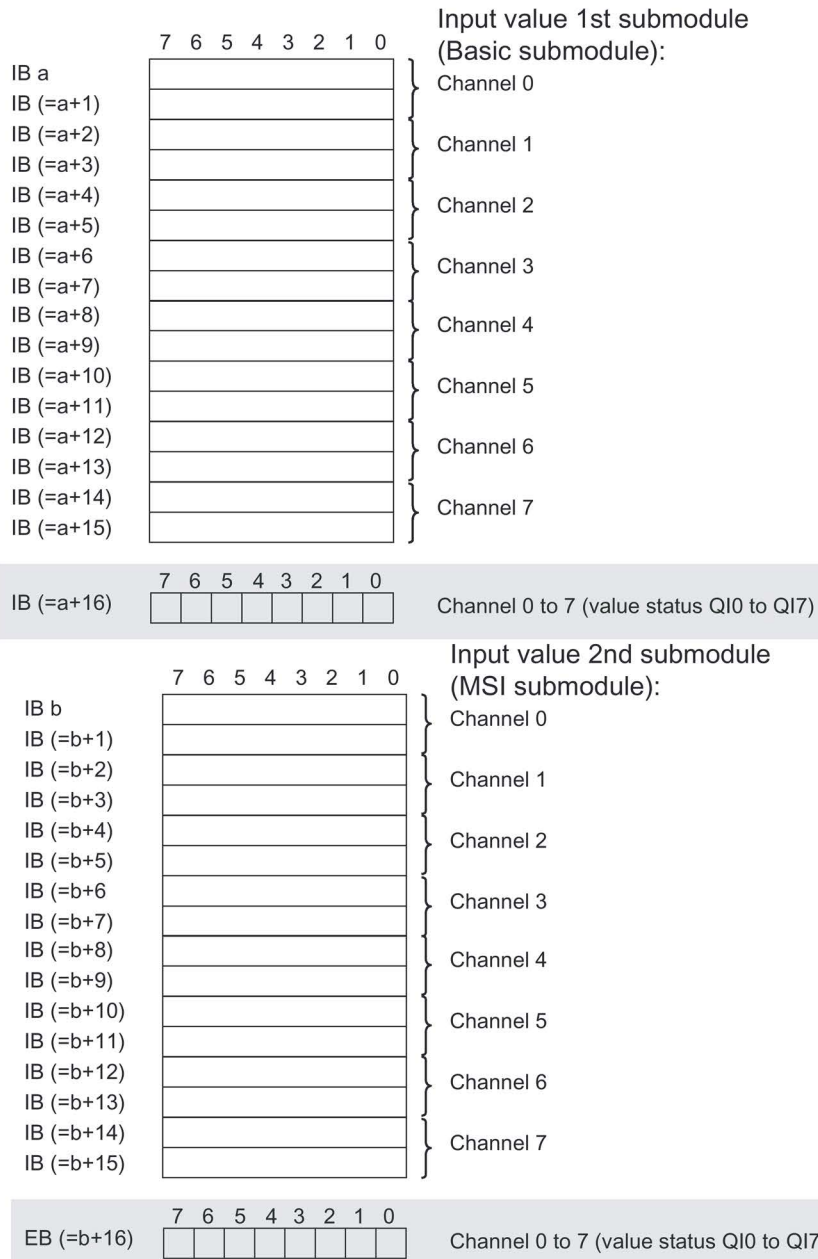 Input value 1st submodule
(Basic submodule):
7 6 5 4 3 2 1 0
IB a
Channel 0
IB (=a+1)
IB (=a+2)
Channel 1
IB (=a+3)
IB (=a+4)
Channel 2
IB (=a+5)
IB (=a+6
Channel 3
IB (=a+7)
IB (=a+8)
Channel 4
IB (=a+9)
IB (=a+10)
Channel 5
IB (=a+11)
IB (=a+12)
Channel 6
IB (=a+13)
IB (=a+14)
Channel 7
IB (=a+15)
7 6 5 4 3 2 1 0
IB (=a+16) Channel 0 to 7 (value status QI0 to QI7)
Input value 2nd submodule
(MSI submodule):
7 6 5 4 3 2 1 0
IB b
Channel 0
IB (=b+1)
IB (=b+2)
Channel 1
IB (=b+3)
IB (=b+4)
Channel 2
IB (=b+5)
IB (=b+6
Channel 3
IB (=b+7)
IB (=b+8)
Channel 4
IB (=b+9)
IB (=b+10)
Channel 5
IB (=b+11)
IB (=b+12)
Channel 6
IB (=b+13)
IB (=b+14)
Channel 7
IB (=b+15)
7 6 5 4 3 2 1 0
EB (=b+16) Channel 0 to 7 (value status QI0 to QI7